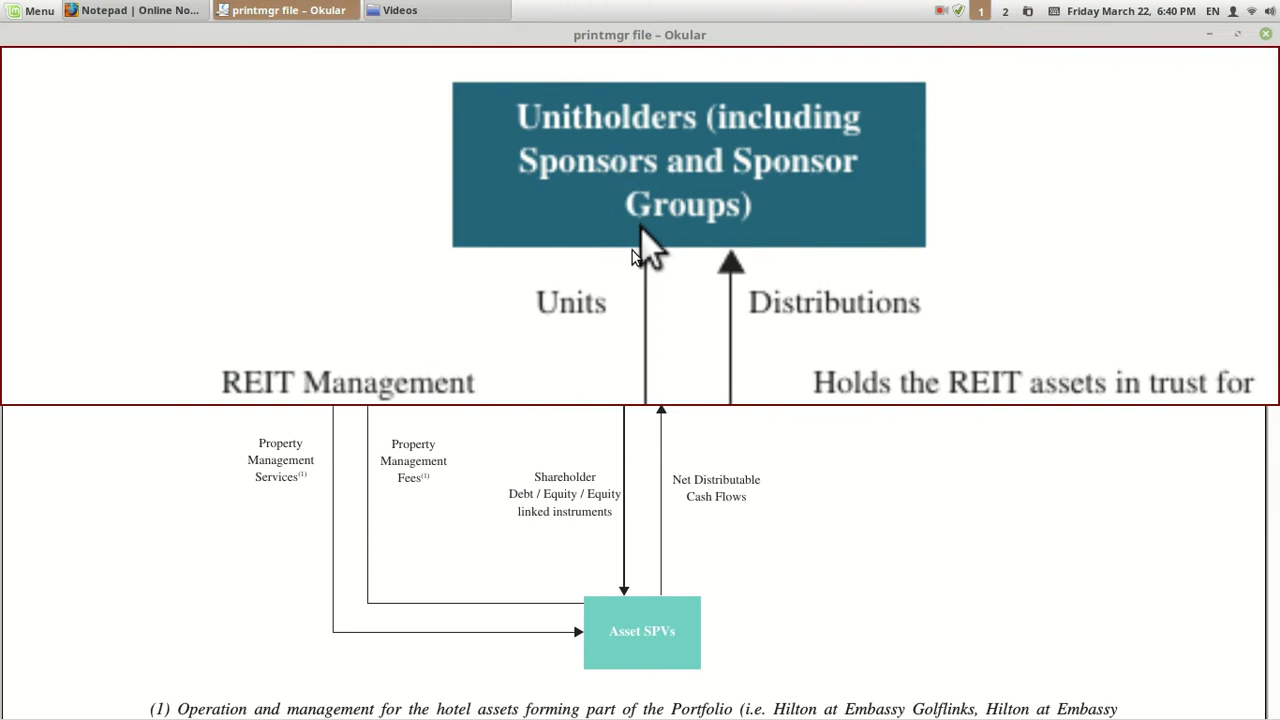 Menu
Notepad | Online No...
printmgr file – Okular
Videos
1
2
Friday March 22, 6:40 PM
EN
printmgr file – Okular
Unitholders (including
Sponsors and Sponsor
Groups)
Units
Distributions
REIT Management
Holds the REIT assets in trust for
Property
Management
Services(1)
Property
Management
Fees(1)
Shareholder
Debt / Equity / Equity
linked instruments
Net Distributable
Cash Flows
Asset SPVs
(1) Operation and management for the hotel assets forming part of the Portfolio (i.e. Hilton at Embassy Golflinks, Hilton at Embassy